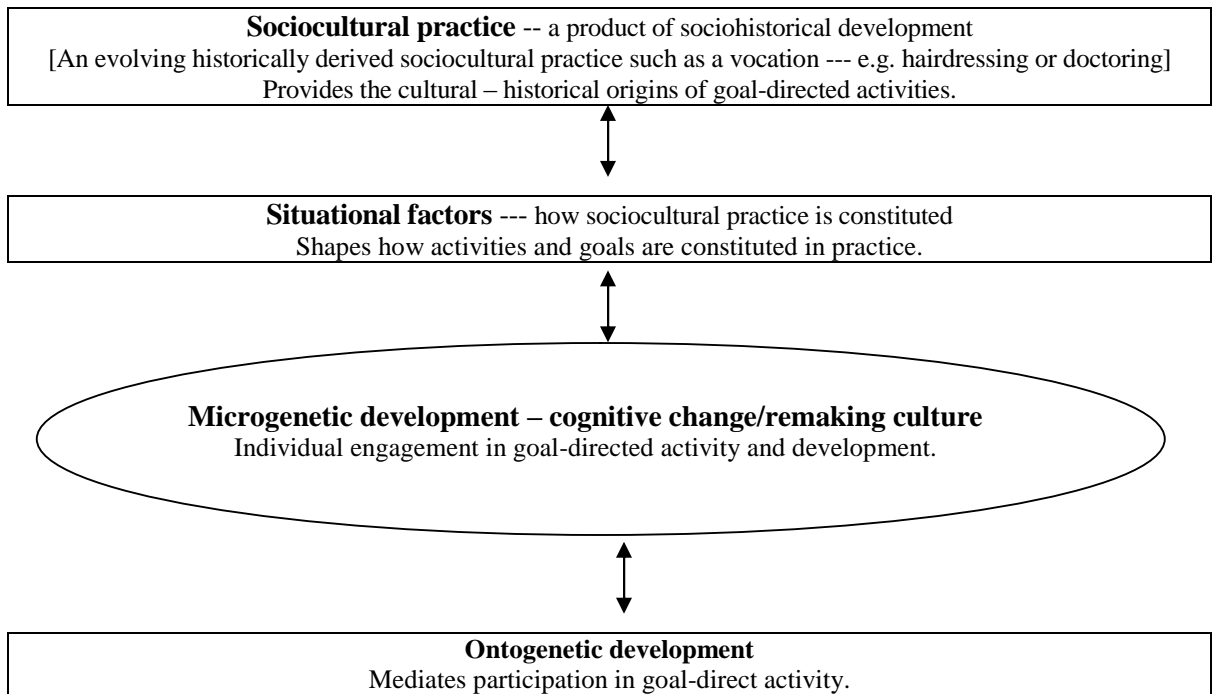 Sociocultural practice -- a product of sociohistorical development
[An evolving historically derived sociocultural practice such as a vocation --- e.g. hairdressing or doctoring]
Provides the cultural – historical origins of goal-directed activities.
Situational factors --- how sociocultural practice is constituted
Shapes how activities and goals are constituted in practice.
Microgenetic development – cognitive change/remaking culture
Individual engagement in goal-directed activity and development.
Ontogenetic development
Mediates participation in goal-direct activity.